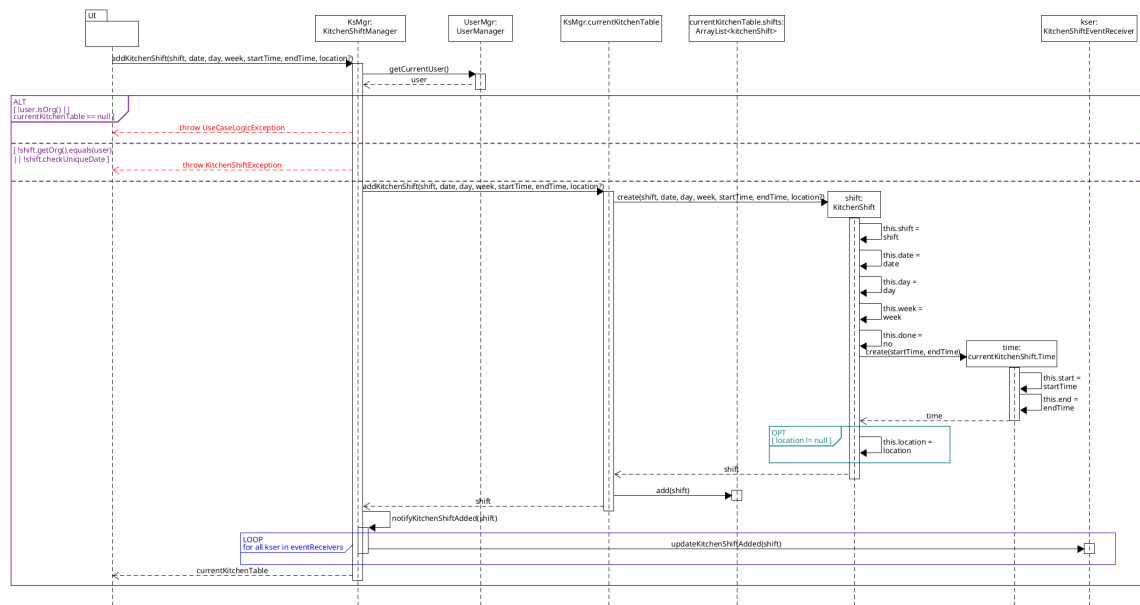 UI
KsMgr:
KitchenShiftManager
UserMgr:
UserManager
KsMgr.currentKitchenTable
currentKitchenTable.shifts:
ArrayList<kitchenShift>
kser:
KitchenShiftEventReceiver
addKitchenShift(shift, date, day, week, startTime, endTime, location?)
getCurrentUser()
user
ALT
[ !user.isOrg() ||
currentKitchenTable == null ]
throw UseCaseLogicException
[ !shift.getOrg().equals(user)
|| !shift.checkUniqueDate ]
throw KitchenShiftException
addKitchenShift(shift, date, day, week, startTime, endTime, location?)
create(shift, date, day, week, startTime, endTime, location?)
shift:
KitchenShift
this.shift =
shift
this.date =
date
this.day =
day
this.week =
week
this.done =
no
create(startTime, endTime)
time:
currentKitchenShift.Time
this.start =
startTime
this.end =
endTime
time
OPT
[ location != null ]
this.location =
location
shift
add(shift)
shift
notifyKitchenShiftAdded(shift)
LOOP
for all kser in eventReceivers
updateKitchenShiftAdded(shift)
currentKitchenTable